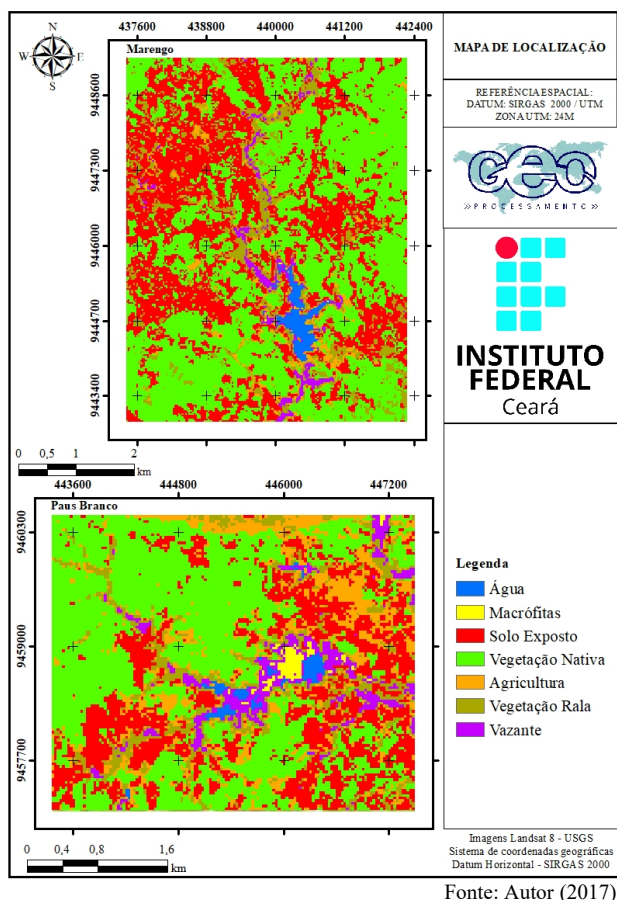 437600 438800 440000 441200 442400
N
W E
S
Marengo
9448600
9447300
9446000
9444700
9443400
0 0,5 1 2
km
443600 444800 446000 447200
Paus Branco
9460300
9459000
9457700
0 0,4 0,8 1,6
km
MAPA DE LOCALIZAÇÃO
REFERÊNCIA ESPACIAL:
DATUM: SIRGAS 2000 / UTM
ZONA UTM: 24M
geo
»PROCESSAMENTO»
INSTITUTO
FEDERAL
Ceará
Legenda
Água
Macrófitas
Solo Exposto
Vegetação Nativa
Agricultura
Vegetação Rala
Vazante
Imagens Landsat 8 - USGS
Sistema de coordenadas geográficas
Datum Horizontal - SIRGAS 2000
Fonte: Autor (2017)